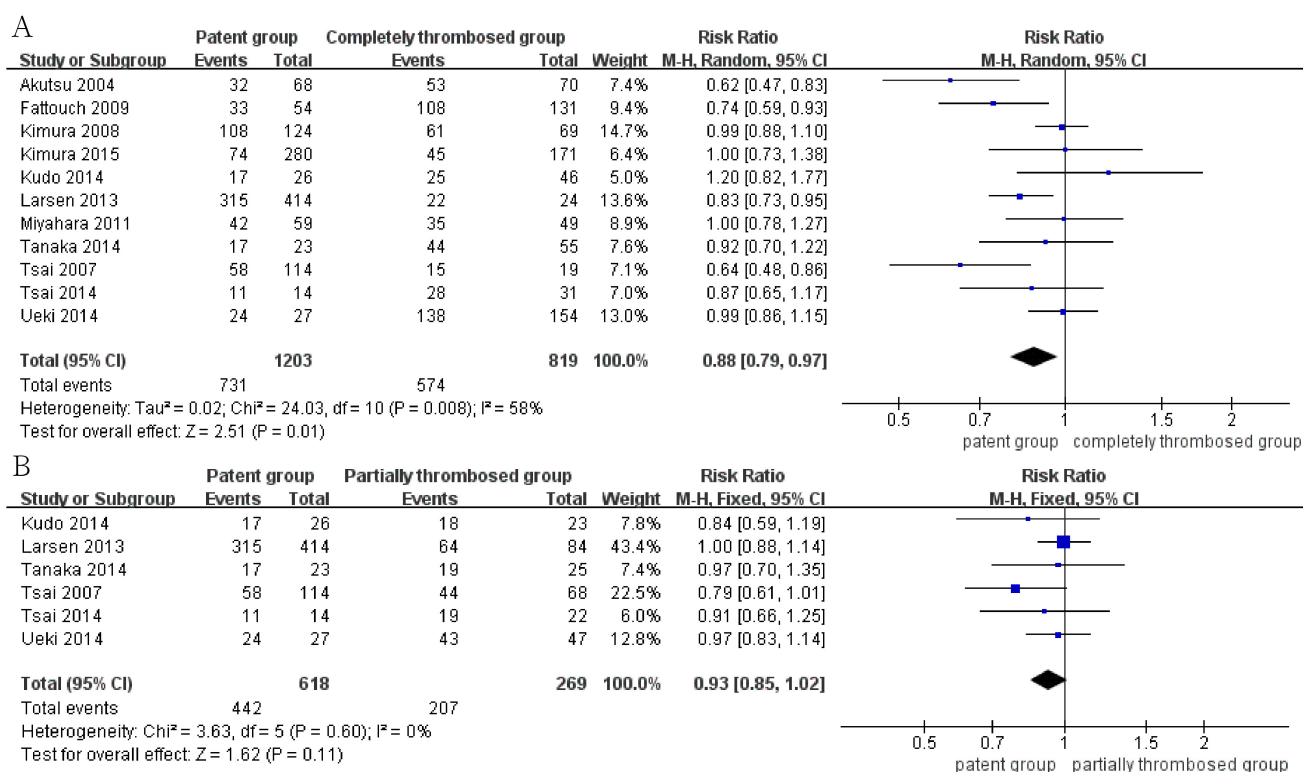 A
Patent group Completely thrombosed group Risk Ratio Risk Ratio
Study or Subgroup Events Total Events Total Weight M-H, Random, 95% CI M-H, Random, 95% CI
Akutsu 2004 32 68 53 70 7.4% 0.62 [0.47, 0.83]
Fattouch 2009 33 54 108 131 9.4% 0.74 [0.59, 0.93]
Kimura 2008 108 124 61 69 14.7% 0.99 [0.88, 1.10]
Kimura 2015 74 280 45 171 6.4% 1.00 [0.73, 1.38]
Kudo 2014 17 26 25 46 5.0% 1.20 [0.82, 1.77]
Larsen 2013 315 414 22 24 13.6% 0.83 [0.73, 0.95]
Miyahara 2011 42 59 35 49 8.9% 1.00 [0.78, 1.27]
Tanaka 2014 17 23 44 55 7.6% 0.92 [0.70, 1.22]
Tsai 2007 58 114 15 19 7.1% 0.64 [0.48, 0.86]
Tsai 2014 11 14 28 31 7.0% 0.87 [0.65, 1.17]
Ueki 2014 24 27 138 154 13.0% 0.99 [0.86, 1.15]
Total (95% CI) 1203 819 100.0% 0.88 [0.79, 0.97]
Total events 731 574
Heterogeneity: Tau² = 0.02; Chi² = 24.03, df = 10 (P = 0.008); I² = 58%
Test for overall effect: Z = 2.51 (P = 0.01)
0.5 0.7 1 1.5 2
patent group completely thrombosed group
B
Patent group Partially thrombosed group Risk Ratio Risk Ratio
Study or Subgroup Events Total Events Total Weight M-H, Fixed, 95% CI M-H, Fixed, 95% CI
Kudo 2014 17 26 18 23 7.8% 0.84 [0.59, 1.19]
Larsen 2013 315 414 64 84 43.4% 1.00 [0.88, 1.14]
Tanaka 2014 17 23 19 25 7.4% 0.97 [0.70, 1.35]
Tsai 2007 58 114 44 68 22.5% 0.79 [0.61, 1.01]
Tsai 2014 11 14 19 22 6.0% 0.91 [0.66, 1.25]
Ueki 2014 24 27 43 47 12.8% 0.97 [0.83, 1.14]
Total (95% CI) 618 269 100.0% 0.93 [0.85, 1.02]
Total events 442 207
Heterogeneity: Chi² = 3.63, df = 5 (P = 0.60); I² = 0%
Test for overall effect: Z = 1.62 (P = 0.11)
0.5 0.7 1 1.5 2
patent group partially thrombosed group